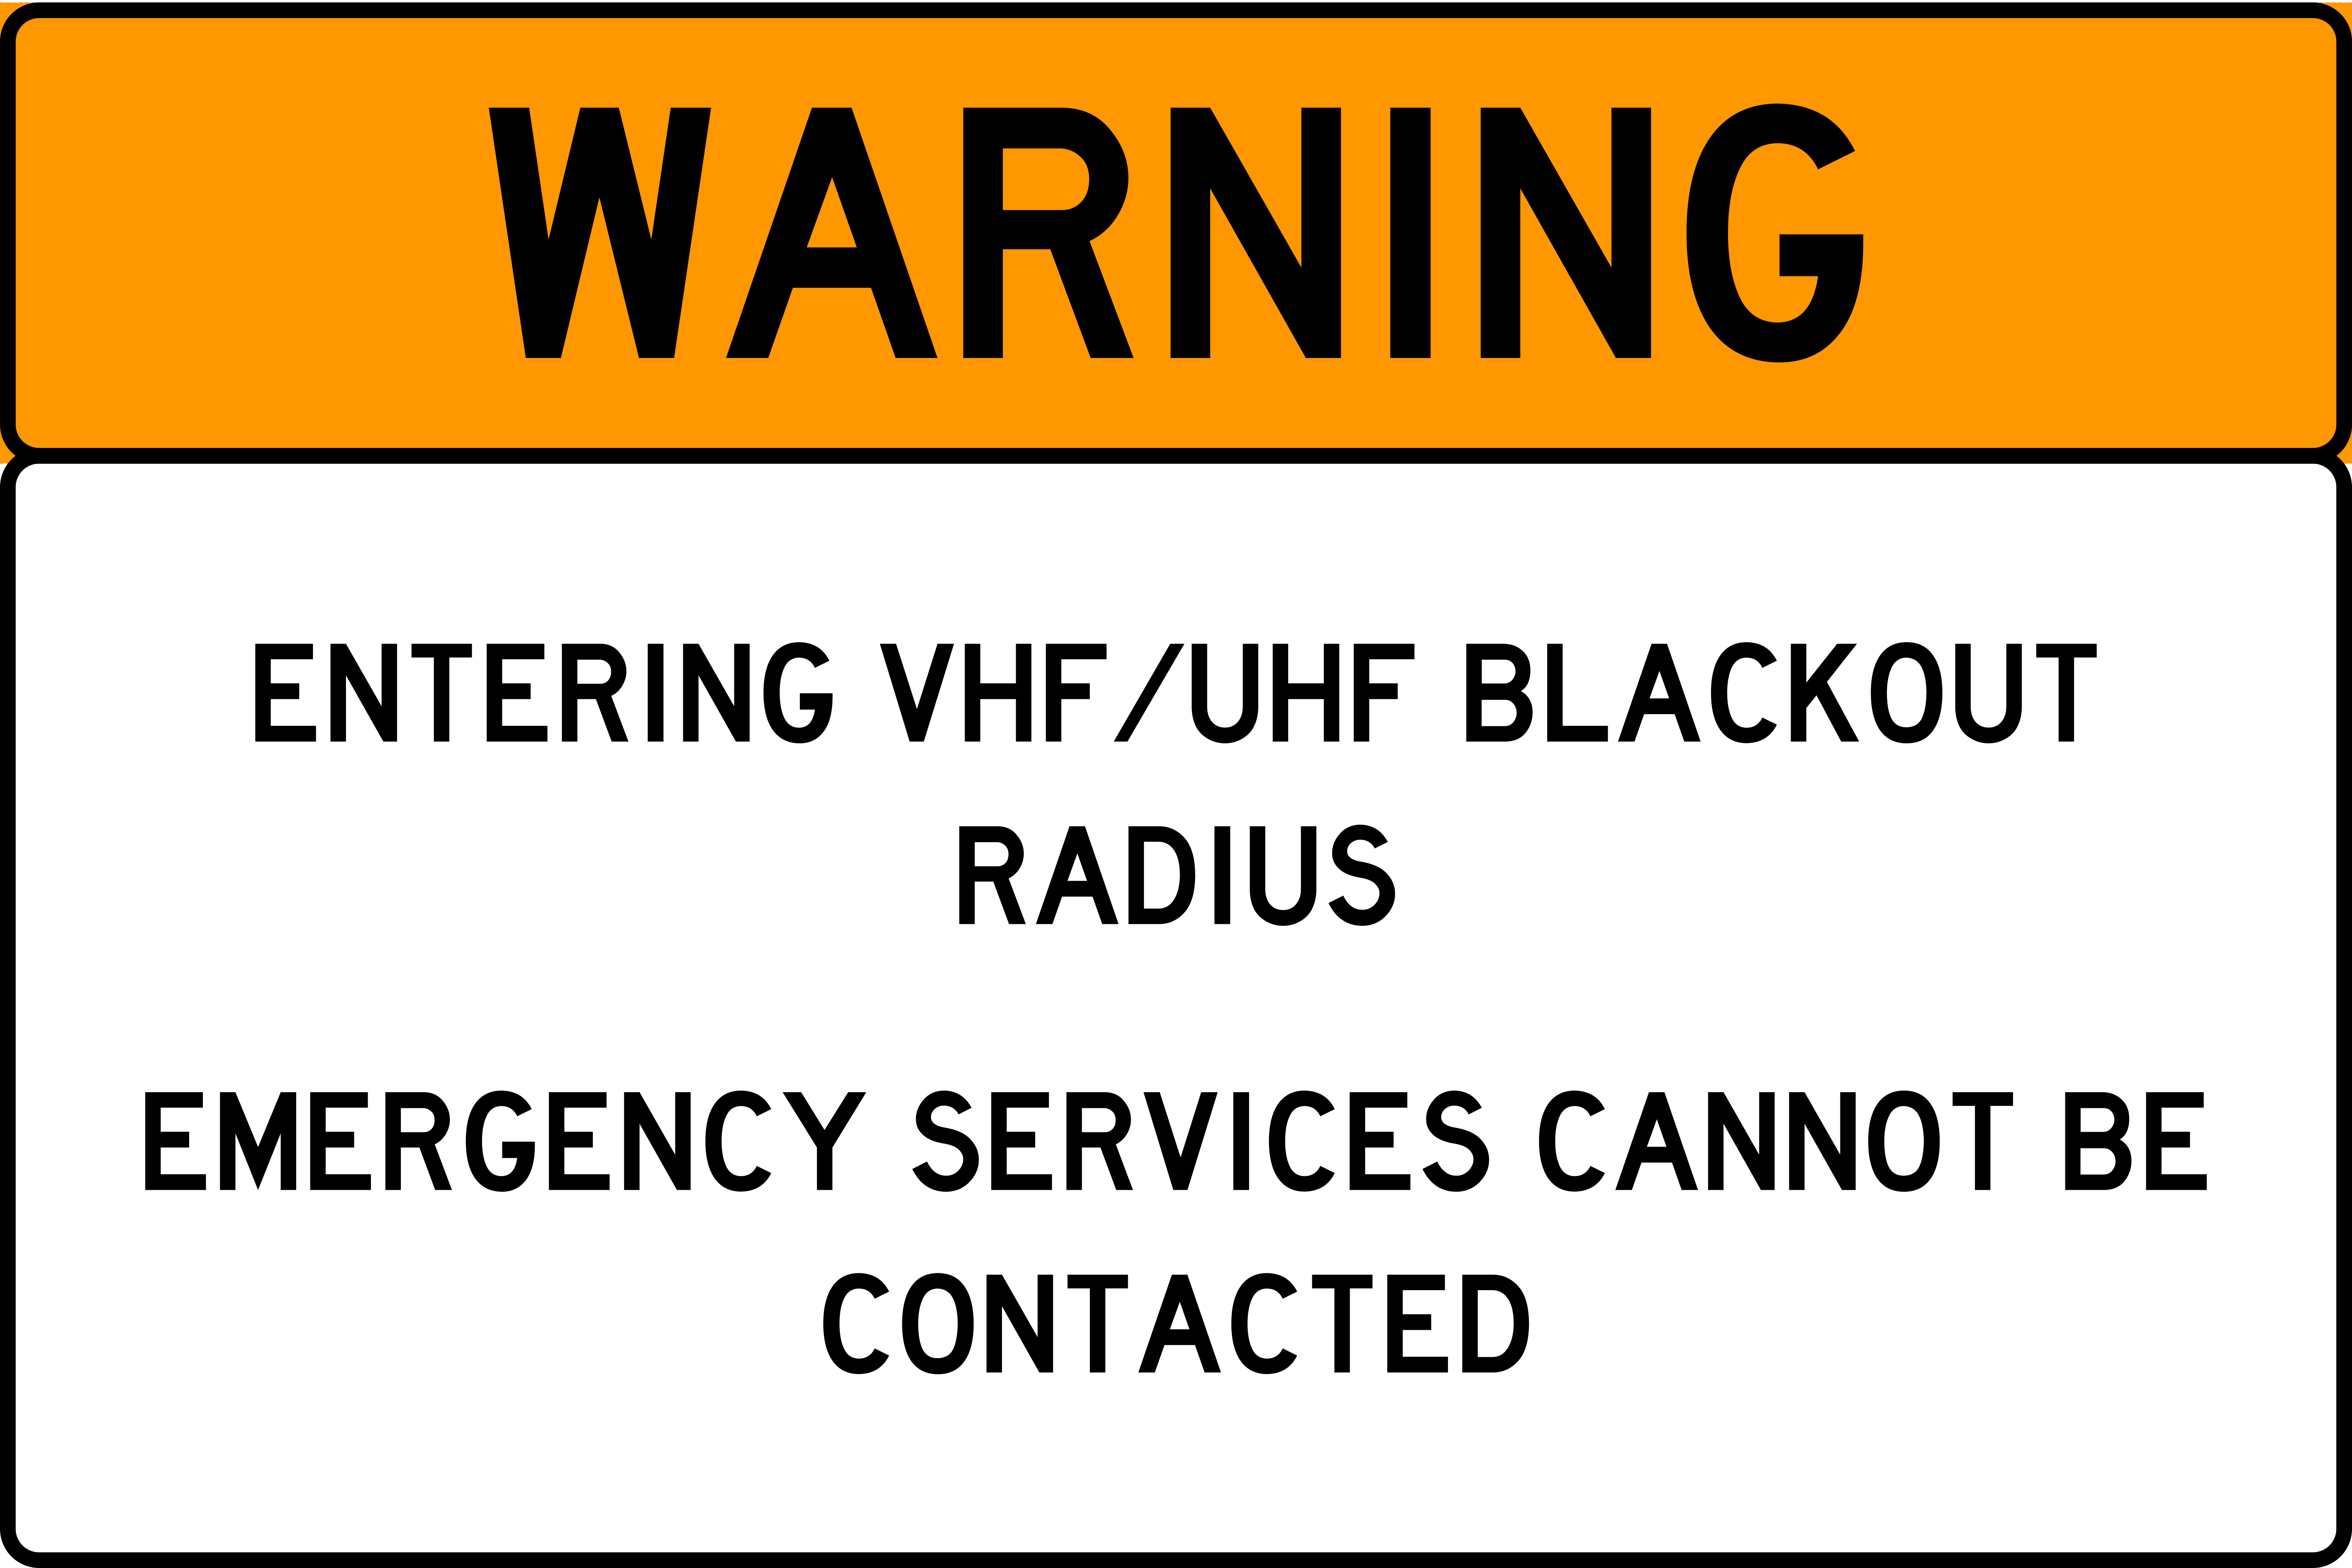 WARNING
ENTERING VHF/UHF BLACKOUT
RADIUS
EMERGENCY SERVICES CANNOT BE
CONTACTED